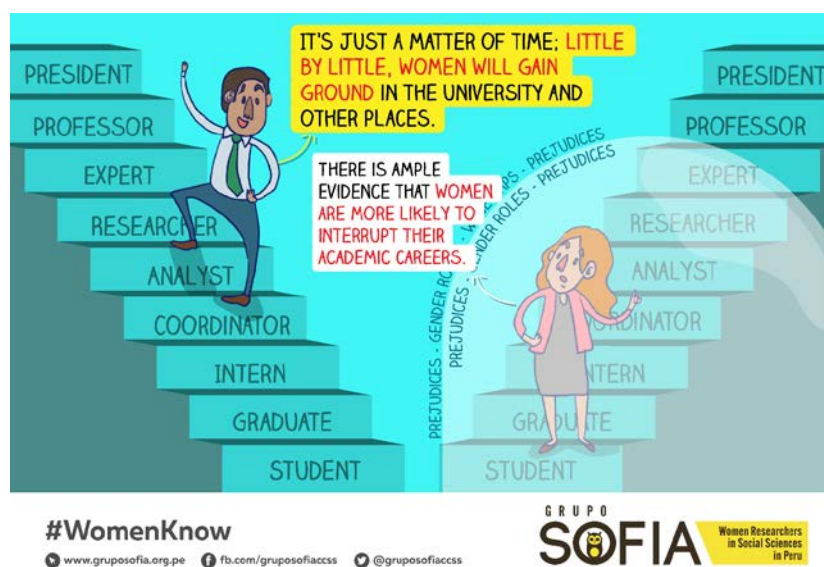 PRESIDENT
PROFESSOR
EXPERT
RESEARCHER
ANALYST
COORDINATOR
INTERN
GRADUATE
STUDENT
IT'S JUST A MATTER OF TIME; LITTLE
BY LITTLE, WOMEN WILL GAIN
GROUND IN THE UNIVERSITY AND
OTHER PLACES.
THERE IS AMPLE
EVIDENCE THAT WOMEN
ARE MORE LIKELY TO
INTERRUPT THEIR
ACADEMIC CAREERS.
PREJUDICES - GENDER - PREJUDICES
PREJUDICES - GENDER ROLES - PREJUDICES
PRESIDENT
PROFESSOR
EXPERT
RESEARCHER
ANALYST
ORDINATOR
NTERN
GRADUATE
STUDENT
#WomenKnow
www.gruposofia.org.pe fb.com/gruposofiaccss @gruposofiaccss
GRUPO
SOFIA
Women Researchers
in Social Sciences
in Peru